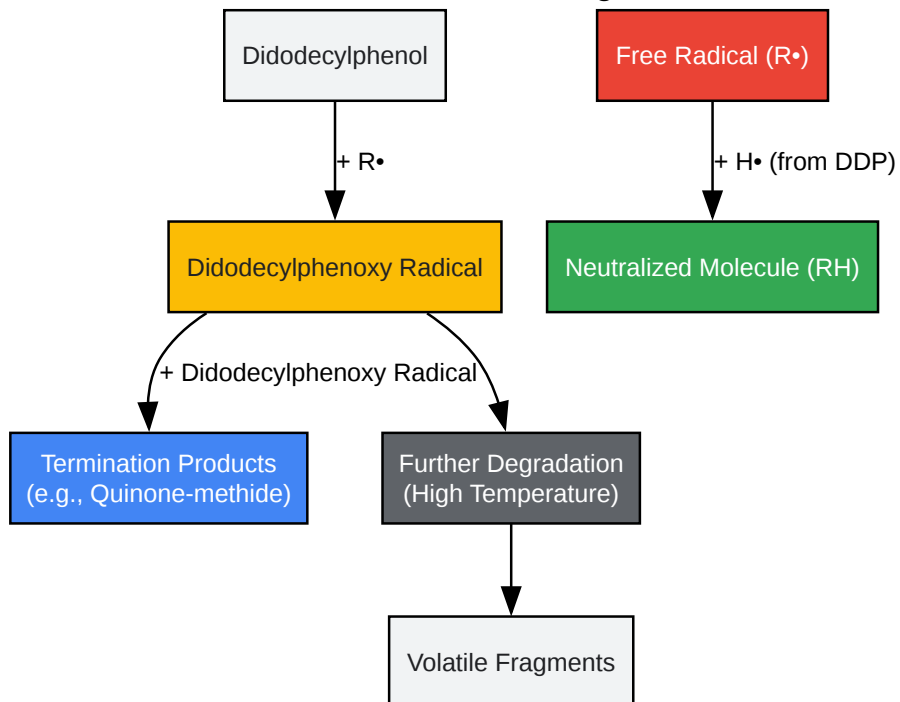 Didodecylphenol
Free Radical (R•)
+ R•
+ H• (from DDP)
Didodecylphenoxy Radical
Neutralized Molecule (RH)
+ Didodecylphenoxy Radical
Termination Products
(e.g., Quinone-methide)
Further Degradation
(High Temperature)
Volatile Fragments